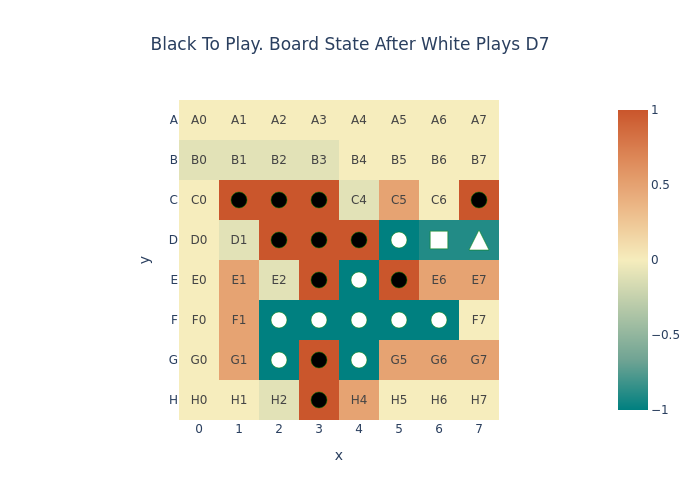 Black To Play. Board State After White Plays D7
A A0 A1 A2 A3 A4 A5 A6 A7
B B0 B1 B2 B3 B4 B5 B6 B7
C C0 C4 C5 C6
D D0 D1
E E0 E1 E2 E6 E7
F F0 F1 F7
G G0 G1 G5 G6 G7
H H0 H1 H2 H4 H5 H6 H7
0 1 2 3 4 5 6 7
x
y
1
0.5
0
−0.5
−1